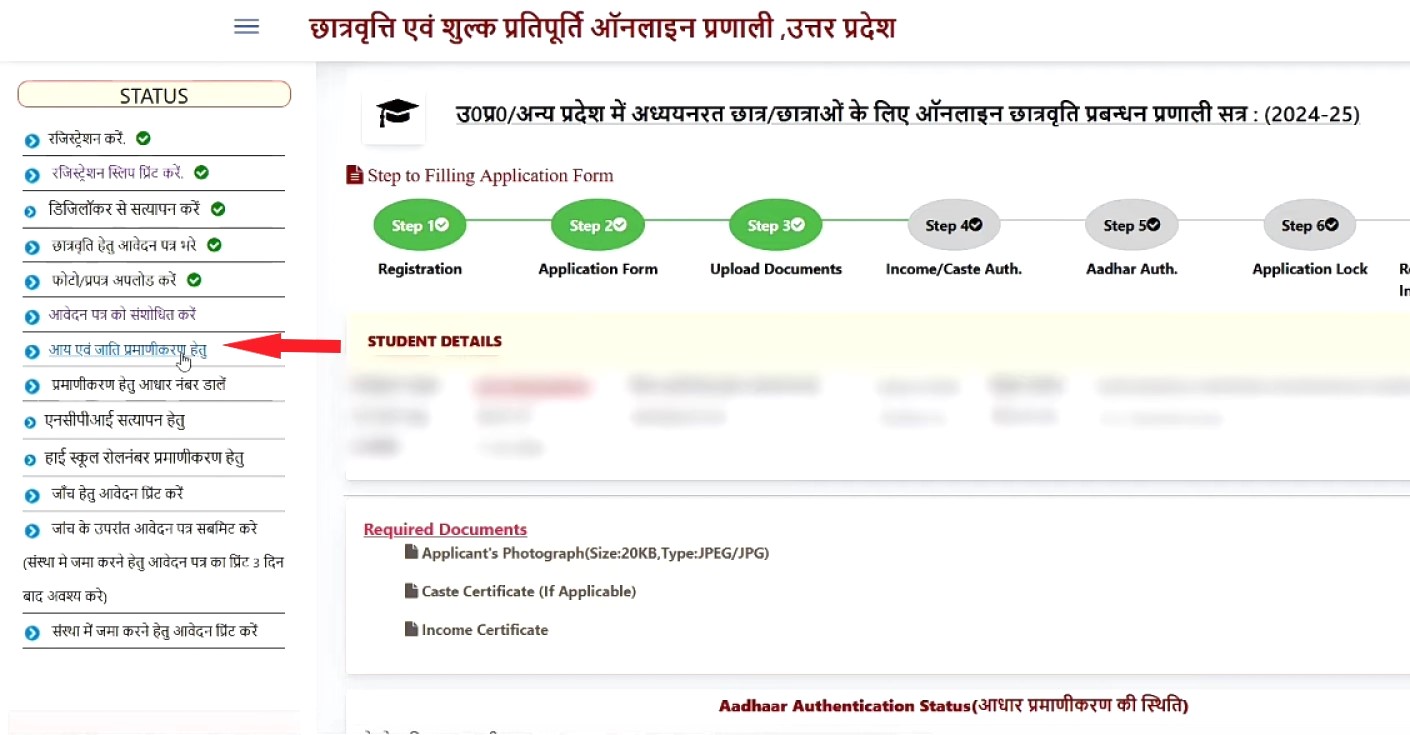 छात्रवृत्ति एवं शुल्क प्रतिपूर्ति ऑनलाइन प्रणाली ,उत्तर प्रदेश
STATUS
रजिस्ट्रेशन करें.
रजिस्ट्रेशन स्लिप प्रिंट करें.
डिजिलॉकर से सत्यापन करें
छात्रवृति हेतु आवेदन पत्र भरे
फोटो/प्रपत्र अपलोड करें
आवेदन पत्र को संशोधित करें
आय एवं जाति प्रमाणीकरण हेतु
प्रमाणीकरण हेतु आधार नंबर डालें
एनसीपीआई सत्यापन हेतु
हाई स्कूल रोलनंबर प्रमाणीकरण हेतु
जाँच हेतु आवेदन प्रिंट करें
जांच के उपरांत आवेदन पत्र सबमिट करे
(संस्था मे जमा करने हेतु आवेदन पत्र का प्रिंट 3 दिन
बाद अवश्य करे)
संस्था में जमा करने हेतु आवेदन प्रिंट करें
उ0प्र0/अन्य प्रदेश में अध्ययनरत छात्र/छात्राओं के लिए ऑनलाइन छात्रवृति प्रबन्धन प्रणाली सत्र : (2024-25)
Step to Filling Application Form
Step 1 Step 2 Step 3 Step 4 Step 5 Step 6
Registration Application Form Upload Documents Income/Caste Auth. Aadhar Auth. Application Lock
STUDENT DETAILS
Required Documents
Applicant's Photograph(Size:20KB,Type:JPEG/JPG)
Caste Certificate (If Applicable)
Income Certificate
Aadhaar Authentication Status(आधार प्रमाणीकरण की स्थिति)